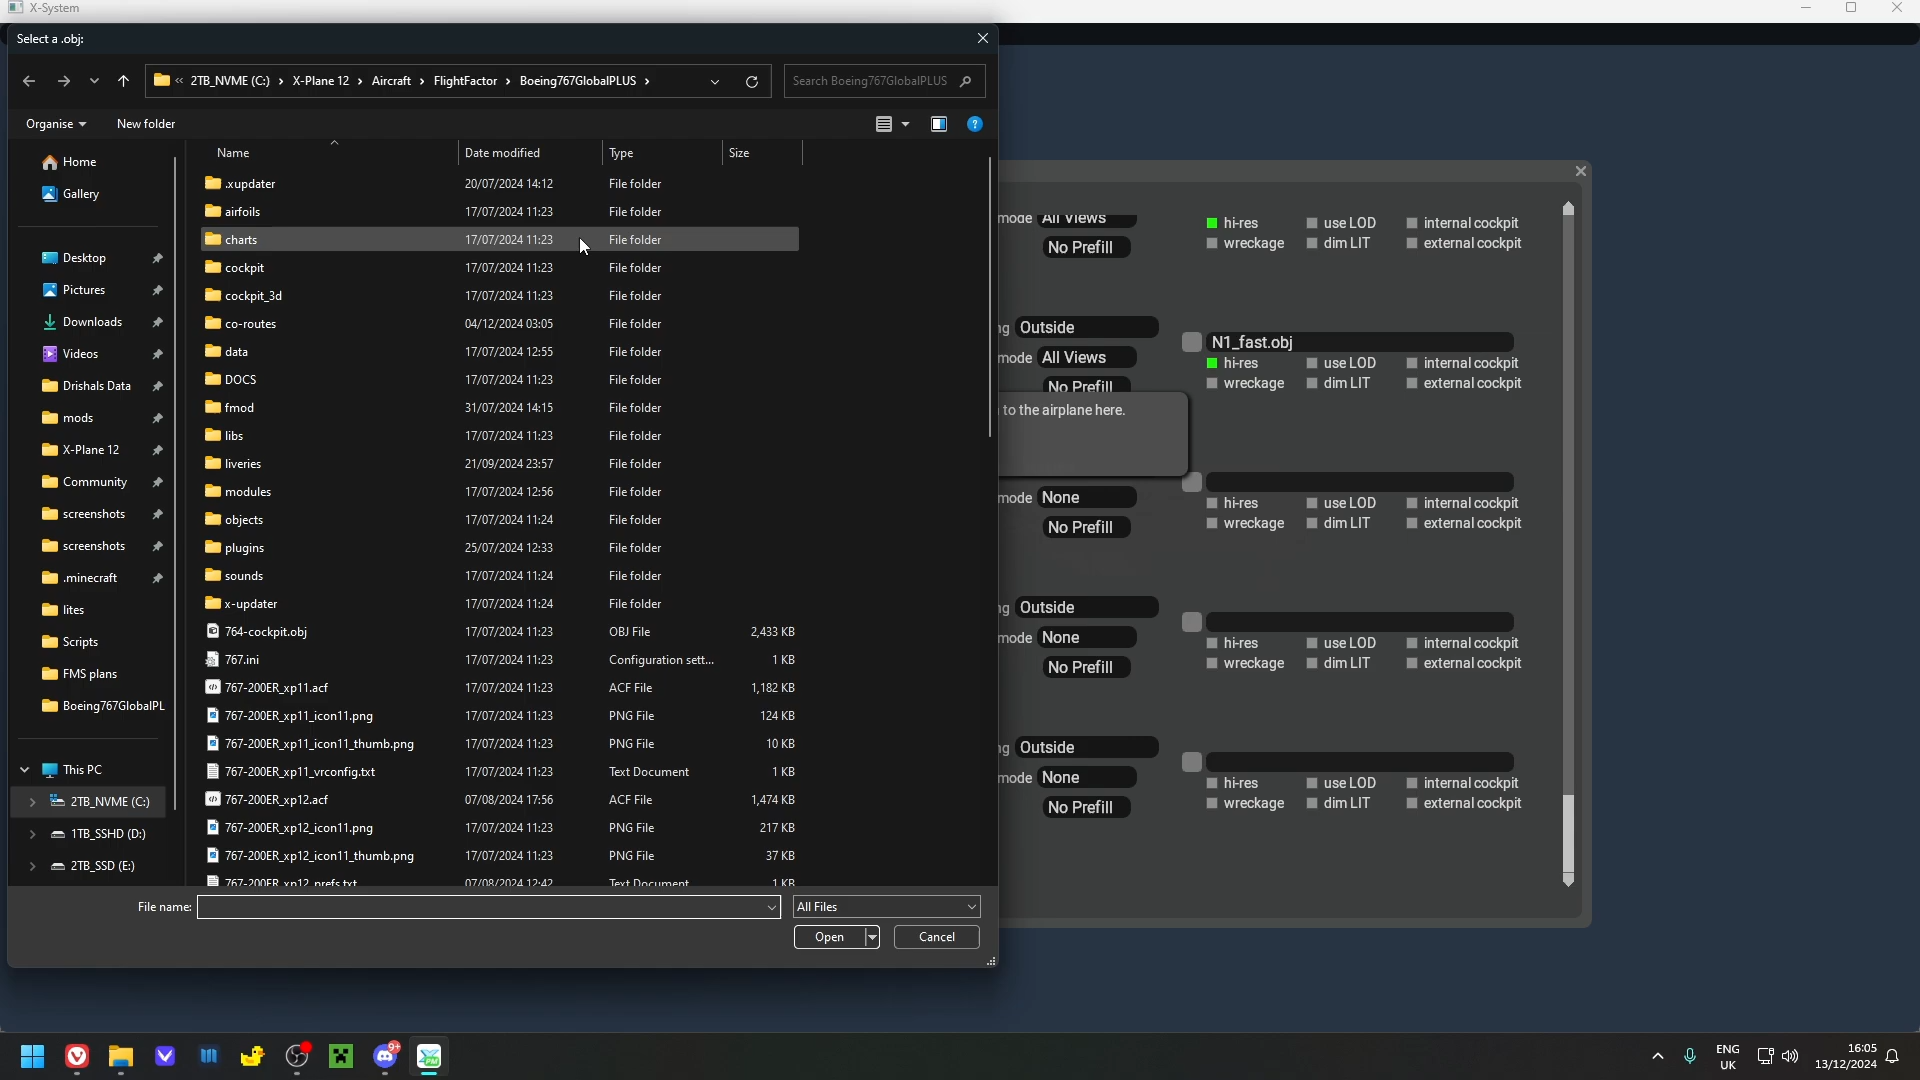 X-System
Select a .obj:
« 2TB_NVME (C:) › X-Plane 12 › Aircraft › FlightFactor › Boeing767GlobalPLUS ›
Search Boeing767GlobalPLUS
Organise
New folder
Name
Date modified
Type
Size
Home
Gallery
Desktop
Pictures
Downloads
Videos
Drishals Data
mods
X-Plane 12
Community
screenshots
screenshots
.minecraft
lites
Scripts
FMS plans
Boeing767GlobalPL
This PC
2TB_NVME (C:)
1TB_SSHD (D:)
2TB_SSD (E:)
.xupdater 20/07/2024 14:12 File folder
airfoils 17/07/2024 11:23 File folder
charts 17/07/2024 11:23 File folder
cockpit 17/07/2024 11:23 File folder
cockpit_3d 17/07/2024 11:23 File folder
co-routes 04/12/2024 03:05 File folder
data 17/07/2024 12:55 File folder
DOCS 17/07/2024 11:23 File folder
fmod 31/07/2024 14:15 File folder
libs 17/07/2024 11:23 File folder
liveries 21/09/2024 23:57 File folder
modules 17/07/2024 12:56 File folder
objects 17/07/2024 11:24 File folder
plugins 25/07/2024 12:33 File folder
sounds 17/07/2024 11:24 File folder
x-updater 17/07/2024 11:24 File folder
764-cockpit.obj 17/07/2024 11:23 OBJ File 2,433 KB
767.ini 17/07/2024 11:23 Configuration sett... 1 KB
767-200ER_xp11.acf 17/07/2024 11:23 ACF File 1,182 KB
767-200ER_xp11_icon11.png 17/07/2024 11:23 PNG File 124 KB
767-200ER_xp11_icon11_thumb.png 17/07/2024 11:23 PNG File 10 KB
767-200ER_xp11_vrconfig.txt 17/07/2024 11:23 Text Document 1 KB
767-200ER_xp12.acf 07/08/2024 17:56 ACF File 1,474 KB
767-200ER_xp12_icon11.png 17/07/2024 11:23 PNG File 217 KB
767-200ER_xp12_icon11_thumb.png 17/07/2024 11:23 PNG File 37 KB
767-200ER_xp12_prefs.txt 07/08/2024 12:42 Text Document 1 KB
File name:
All Files
Open
Cancel
mode All Views
No Prefill
hi-res use LOD internal cockpit
wreckage dim LIT external cockpit
ng Outside
mode All Views
No Prefill
N1_fast.obj
hi-res use LOD internal cockpit
wreckage dim LIT external cockpit
to the airplane here.
mode None
No Prefill
hi-res use LOD internal cockpit
wreckage dim LIT external cockpit
ng Outside
mode None
No Prefill
hi-res use LOD internal cockpit
wreckage dim LIT external cockpit
ng Outside
mode None
No Prefill
hi-res use LOD internal cockpit
wreckage dim LIT external cockpit
9+
PM
ENG
UK
16:05
13/12/2024